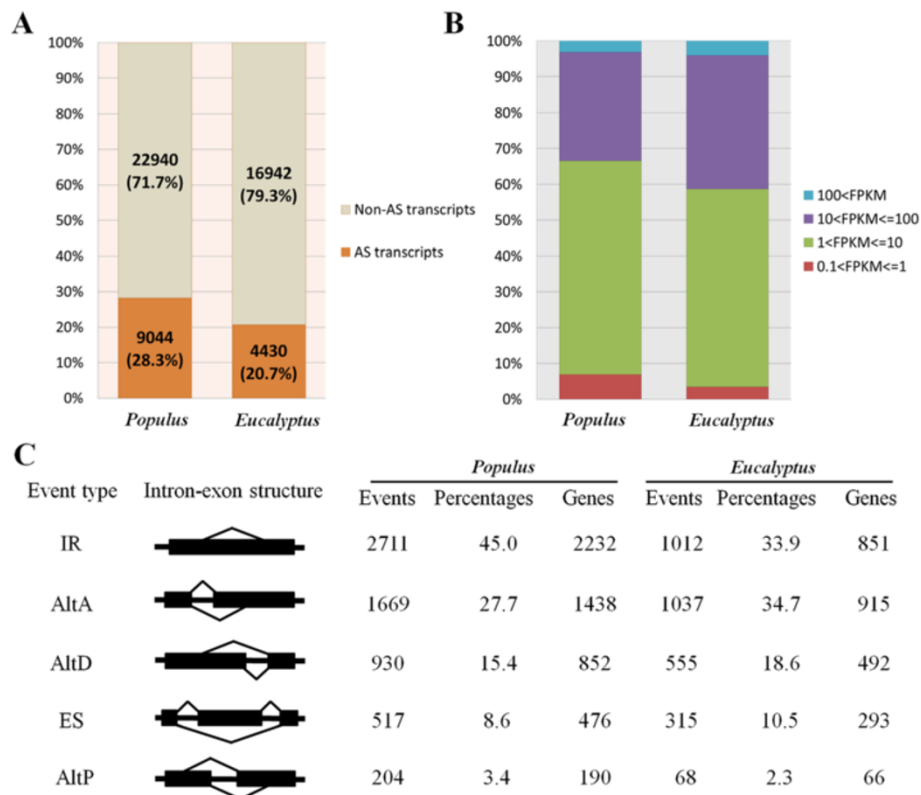 A
100%
90%
80%
70%
60%
50%
40%
30%
20%
10%
0%
22940
(71.7%)
16942
(79.3%)
9044
(28.3%)
4430
(20.7%)
Populus Eucalyptus
Non-AS transcripts
AS transcripts
B
100%
90%
80%
70%
60%
50%
40%
30%
20%
10%
0%
Populus Eucalyptus
100<FPKM
10<FPKM<=100
1<FPKM<=10
0.1<FPKM<=1
C
Populus Eucalyptus
Event type Intron-exon structure Events Percentages Genes Events Percentages Genes
IR 2711 45.0 2232 1012 33.9 851
AltA 1669 27.7 1438 1037 34.7 915
AltD 930 15.4 852 555 18.6 492
ES 517 8.6 476 315 10.5 293
AltP 204 3.4 190 68 2.3 66